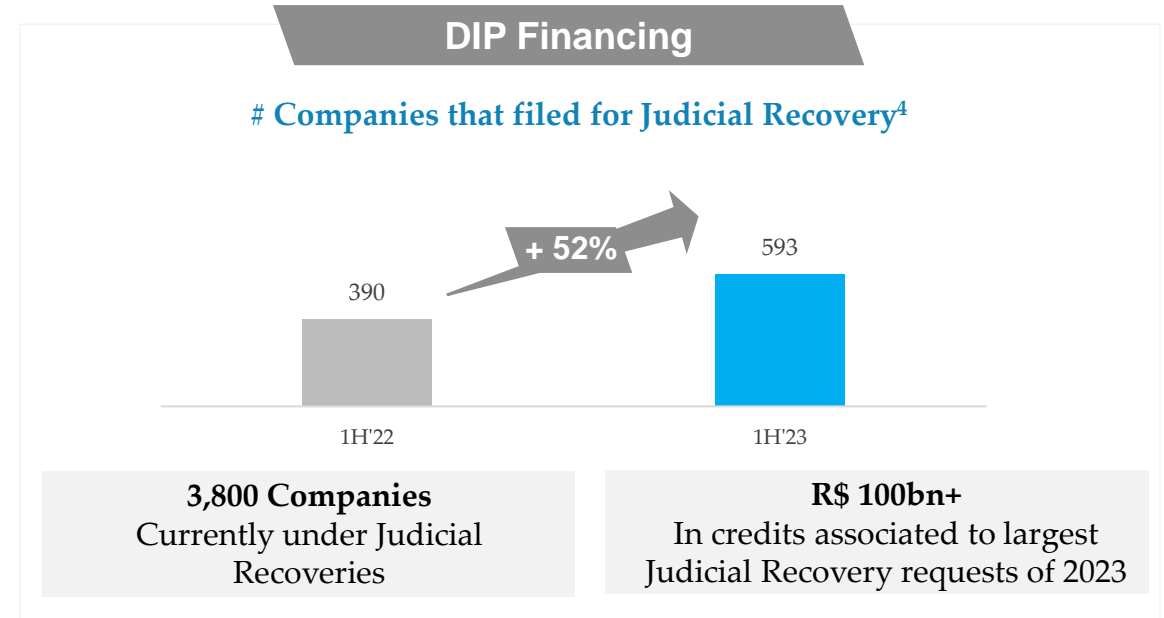 DIP Financing
# Companies that filed for Judicial Recovery⁴
+ 52%
593
390
1H'22
1H'23
3,800 Companies
Currently under Judicial
Recoveries
R$ 100bn+
In credits associated to largest
Judicial Recovery requests of 2023